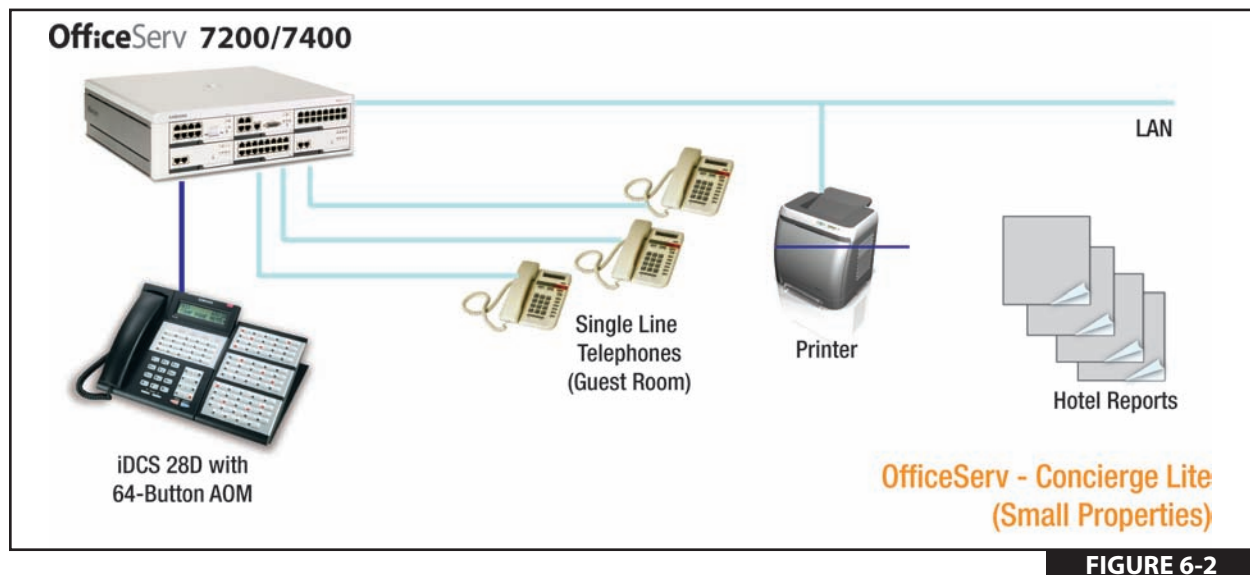 OfficeServ 7200/7400
LAN
Single Line
Telephones
(Guest Room)
Printer
Hotel Reports
iDCS 28D with
64-Button AOM
OfficeServ - Concierge Lite
(Small Properties)
FIGURE 6-2